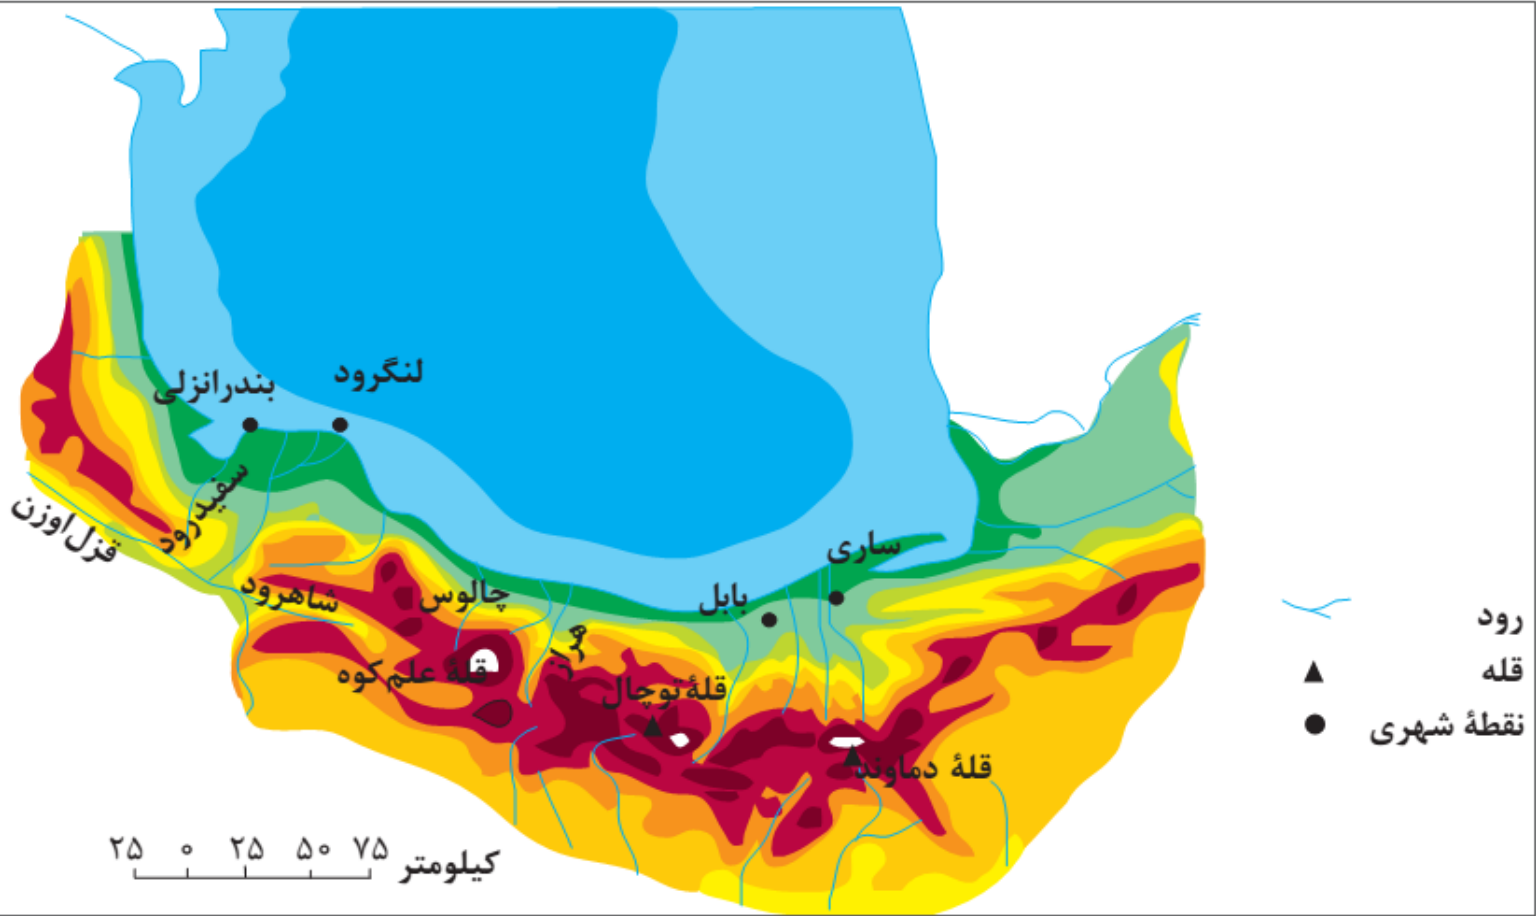 لنگرود
بندرانزلی
سفیدرود
قزل‌اوزن
ساری
شاهرود
چالوس
بابل
هراز
قلهٔ علم‌کوه
قلهٔ توچال
قلهٔ دماوند
رود
قله
نقطهٔ شهری
۲۵ ۰ ۲۵ ۵۰ ۷۵ کیلومتر